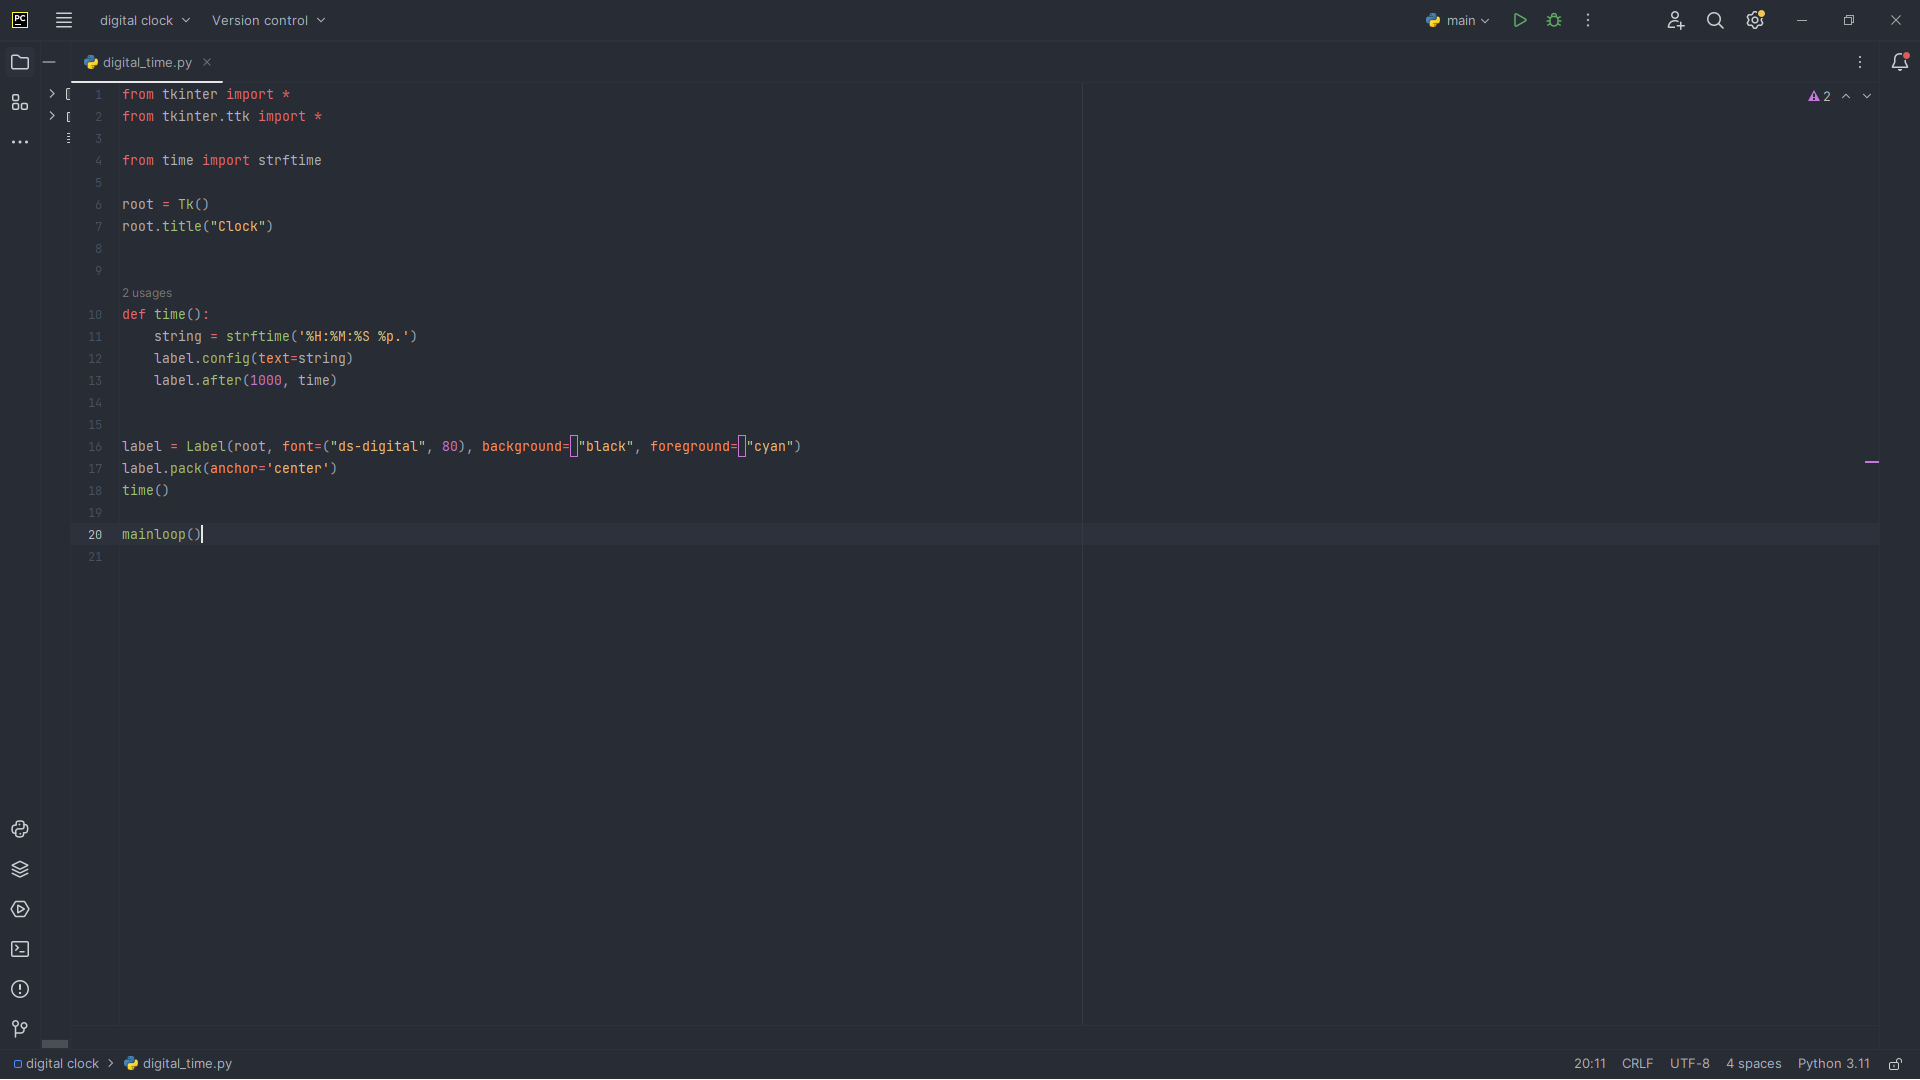 PC
digital clock
Version control
main
digital_time.py
2
1 from tkinter import *
2 from tkinter.ttk import *
3
4 from time import strftime
5
6 root = Tk()
7 root.title("Clock")
8
9
2 usages
10 def time():
11     string = strftime('%H:%M:%S %p.')
12     label.config(text=string)
13     label.after(1000, time)
14
15
16 label = Label(root, font=("ds-digital", 80), background= "black", foreground= "cyan")
17 label.pack(anchor='center')
18 time()
19
20 mainloop()
21
digital clock > digital_time.py
20:11 CRLF UTF-8 4 spaces Python 3.11